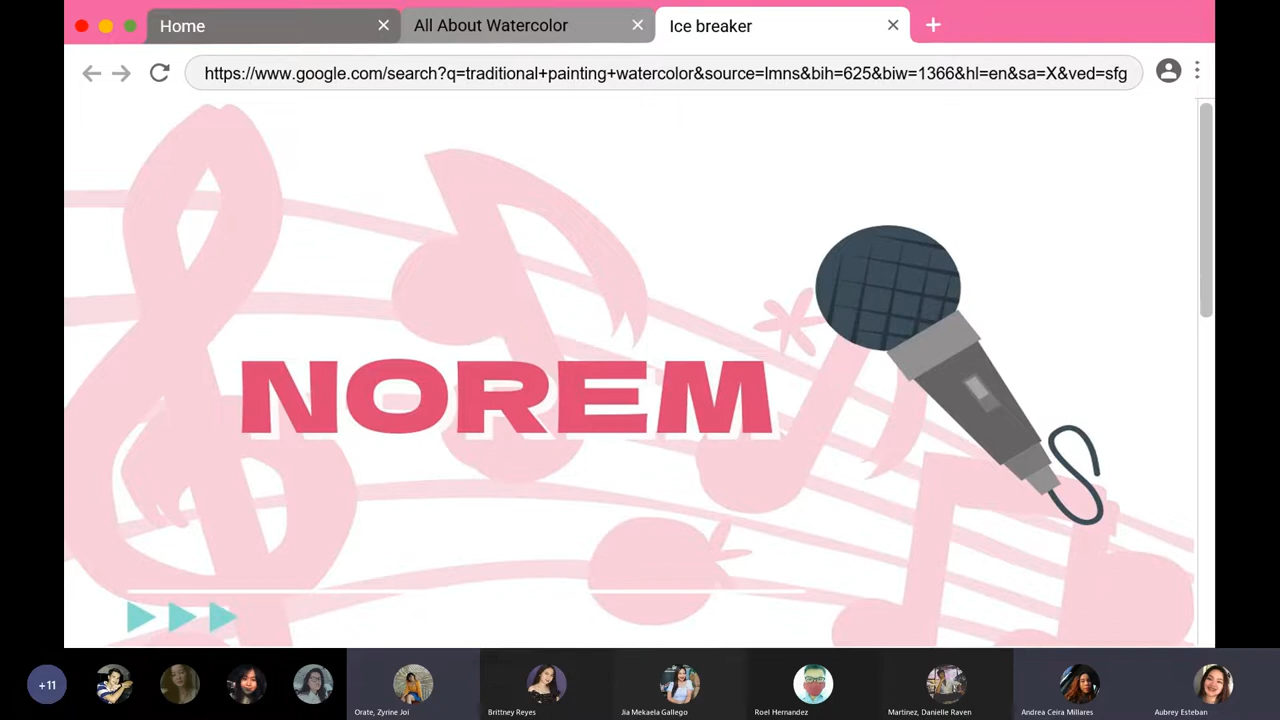 Home
All About Watercolor
Ice breaker
https://www.google.com/search?q=traditional+painting+watercolor&source=lmns&bih=625&biw=1366&hl=en&sa=X&ved=sfg
NOREM
+11
Orate, Zyrine Joi
Brittney Reyes
Jia Mekaela Gallego
Roel Hernandez
Martinez, Danielle Raven
Andrea Ceira Millares
Aubrey Esteban